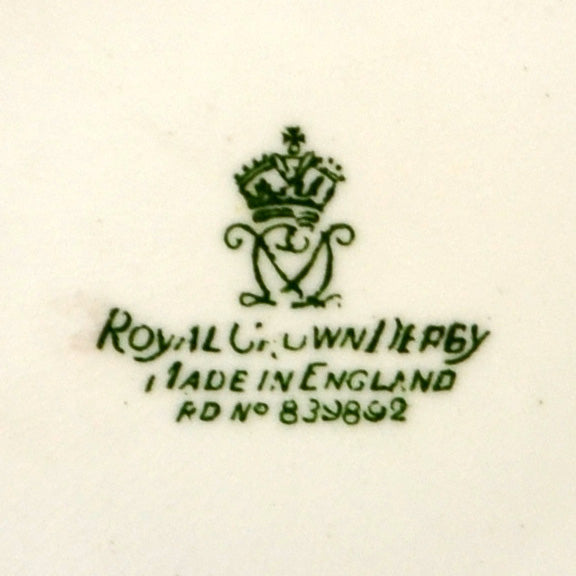 ROYAL CROWN DERBY
MADE IN ENGLAND
RD Nº 839892